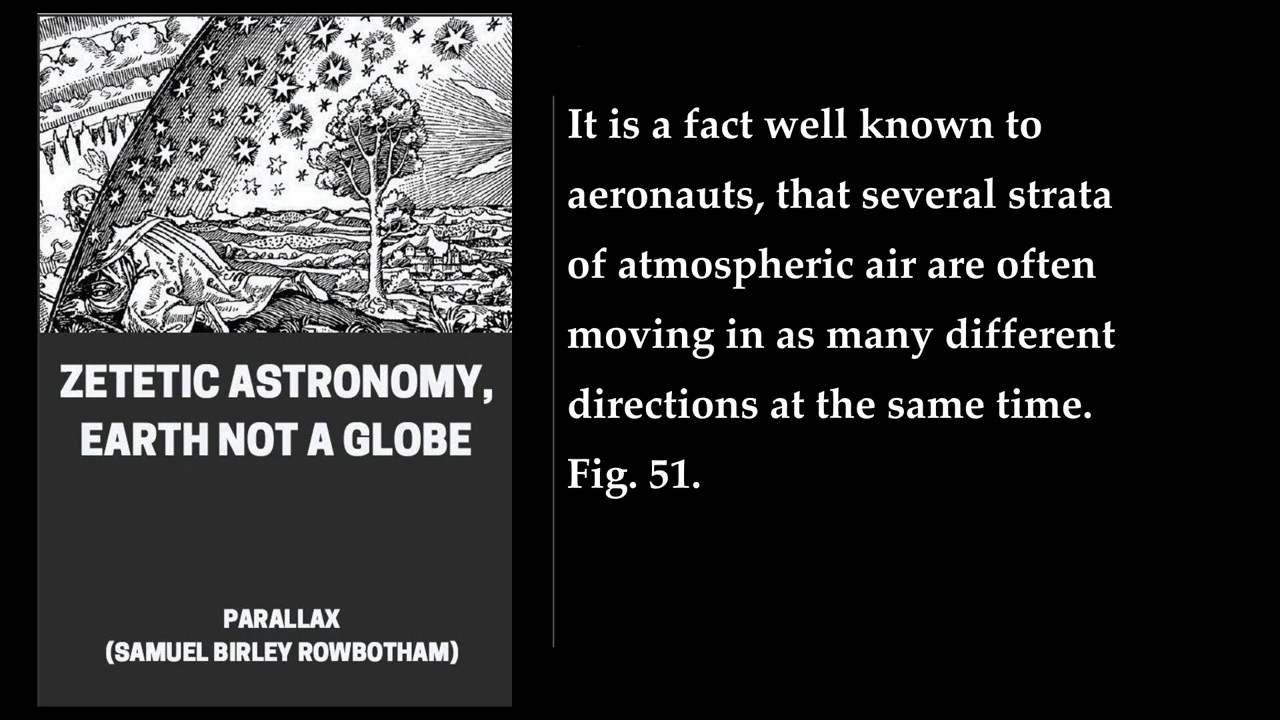 ZETETIC ASTRONOMY,
EARTH NOT A GLOBE
PARALLAX
(SAMUEL BIRLEY ROWBOTHAM)
It is a fact well known to
aeronauts, that several strata
of atmospheric air are often
moving in as many different
directions at the same time.
Fig. 51.